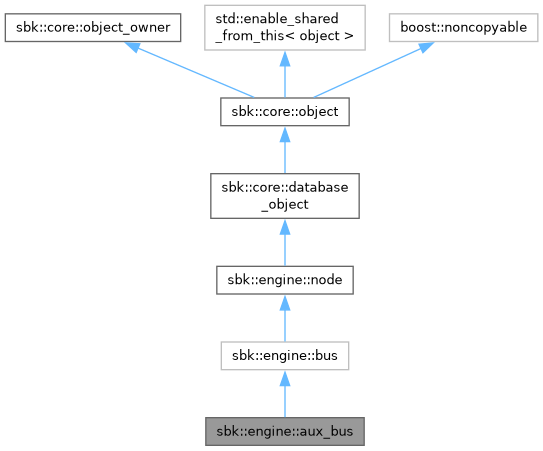 sbk::core::object_owner
std::enable_shared
_from_this< object >
boost::noncopyable
sbk::core::object
sbk::core::database
_object
sbk::engine::node
sbk::engine::bus
sbk::engine::aux_bus